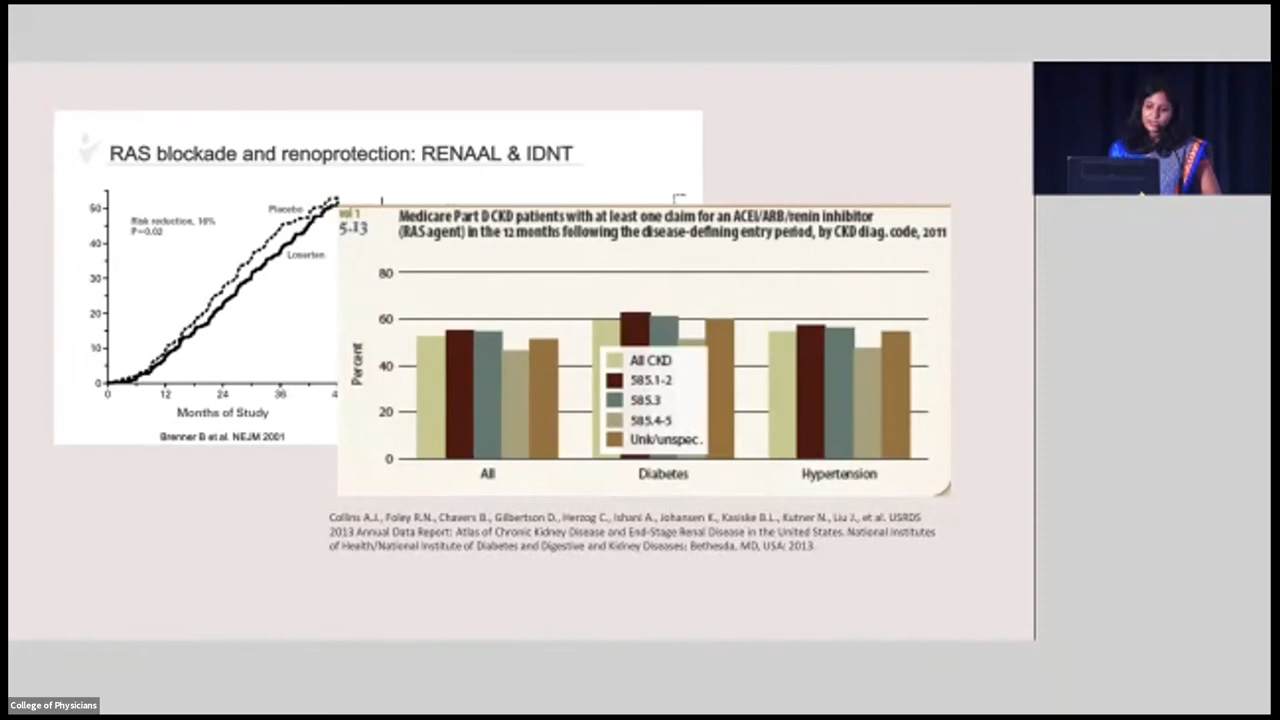 RAS blockade and renoprotection: RENAAL & IDNT
50
40
30
20
10
0
Risk reduction, 16%
P=0.02
Placebo
Losartan
0 12 24 36 4
Months of Study
Brenner B et al. NEJM 2001
vol 1
5.13
Medicare Part D CKD patients with at least one claim for an ACEI/ARB/renin inhibitor
(RAS agent) in the 12 months following the disease-defining entry period, by CKD diag. code, 2011
Percent
80
60
40
20
0
All CKD
585.1-2
585.3
585.4-5
Unk/unspec.
All Diabetes Hypertension
Collins A.J., Foley R.N., Chavers B., Gilbertson D., Herzog C., Ishani A., Johansen K., Kasiske B.L., Kutner N., Liu J., et al. USRDS
2013 Annual Data Report: Atlas of Chronic Kidney Disease and End-Stage Renal Disease in the United States. National Institutes
of Health/National Institute of Diabetes and Digestive and Kidney Diseases; Bethesda, MD, USA: 2013.
College of Physicians